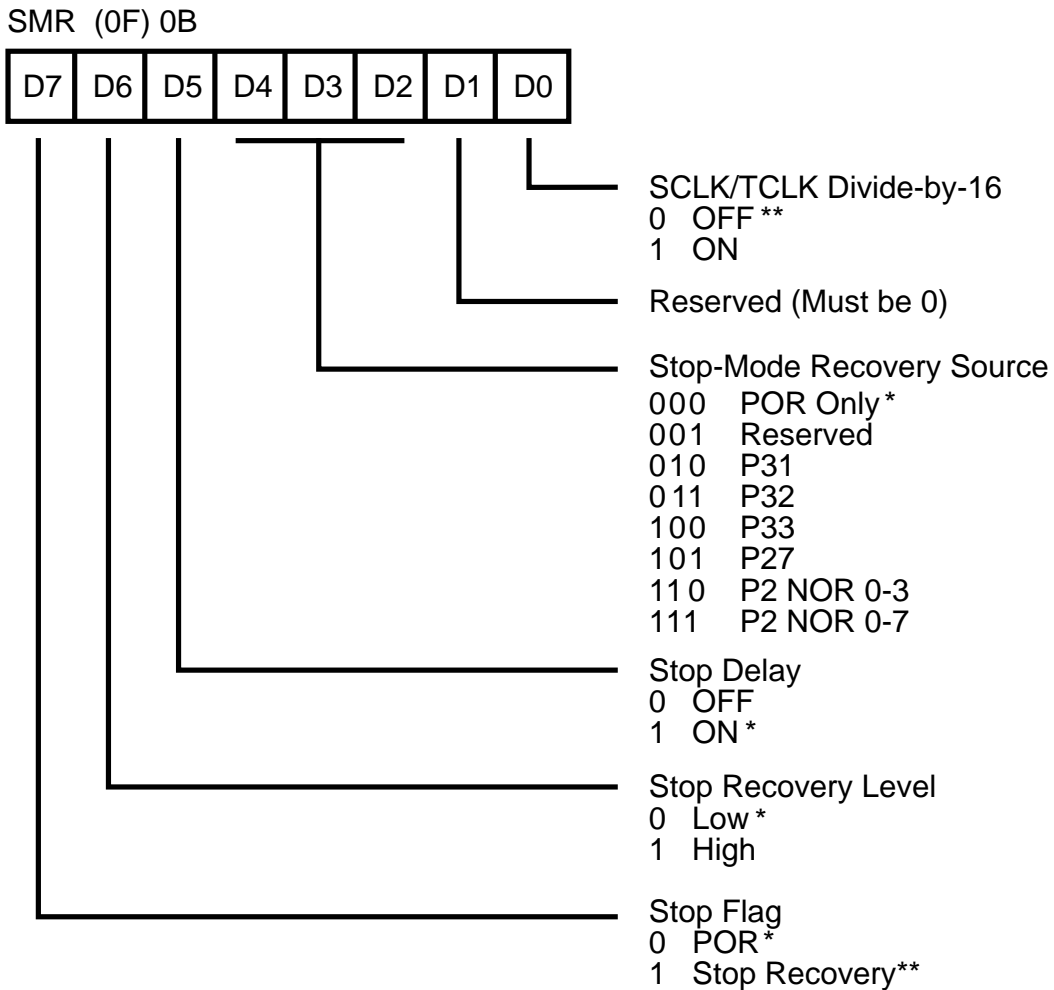 SMR (0F) 0B
D7 D6 D5 D4 D3 D2 D1 D0
SCLK/TCLK Divide-by-16
0 OFF **
1 ON
Reserved (Must be 0)
Stop-Mode Recovery Source
000 POR Only *
001 Reserved
010 P31
011 P32
100 P33
101 P27
110 P2 NOR 0-3
111 P2 NOR 0-7
Stop Delay
0 OFF
1 ON *
Stop Recovery Level
0 Low *
1 High
Stop Flag
0 POR *
1 Stop Recovery**